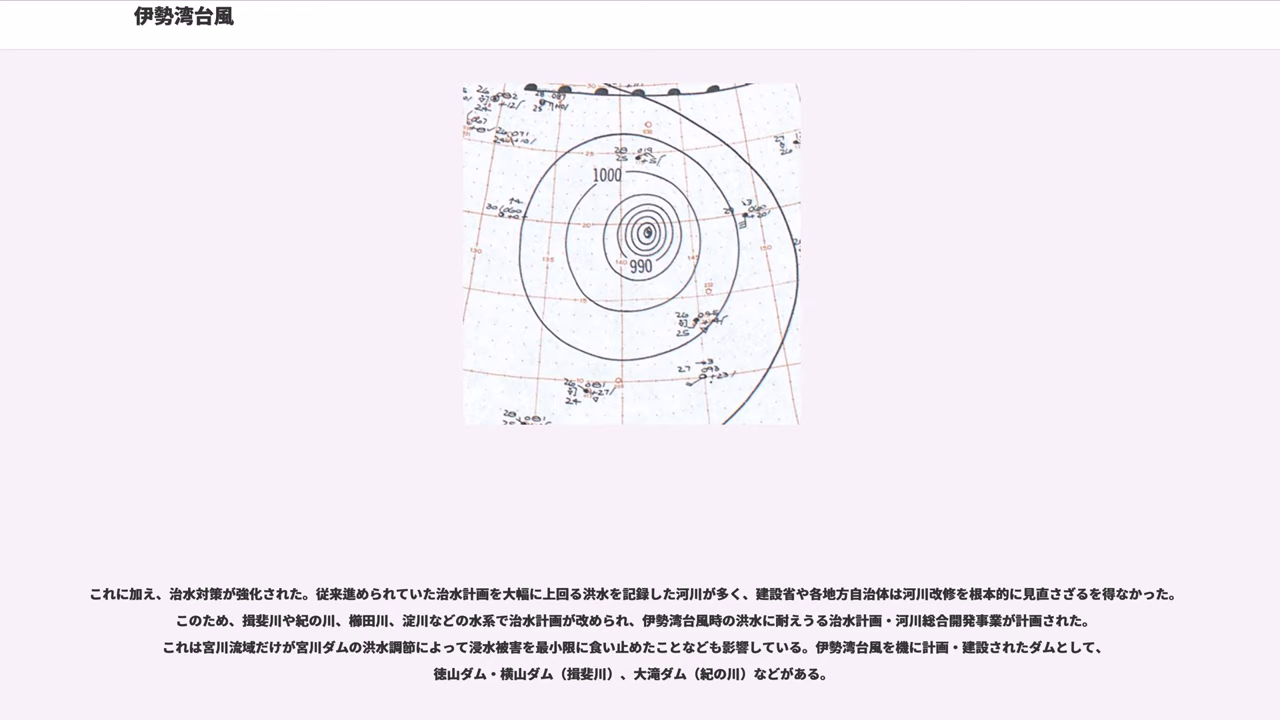 伊勢湾台風
1000
990
20
25
140
135
130
150
15
これに加え、治水対策が強化された。従来進められていた治水計画を大幅に上回る洪水を記録した河川が多く、建設省や各地方自治体は河川改修を根本的に見直さざるを得なかった。
このため、揖斐川や紀の川、櫛田川、淀川などの水系で治水計画が改められ、伊勢湾台風時の洪水に耐えうる治水計画・河川総合開発事業が計画された。
これは宮川流域だけが宮川ダムの洪水調節によって浸水被害を最小限に食い止めたことなども影響している。伊勢湾台風を機に計画・建設されたダムとして、
徳山ダム・横山ダム（揖斐川）、大滝ダム（紀の川）などがある。